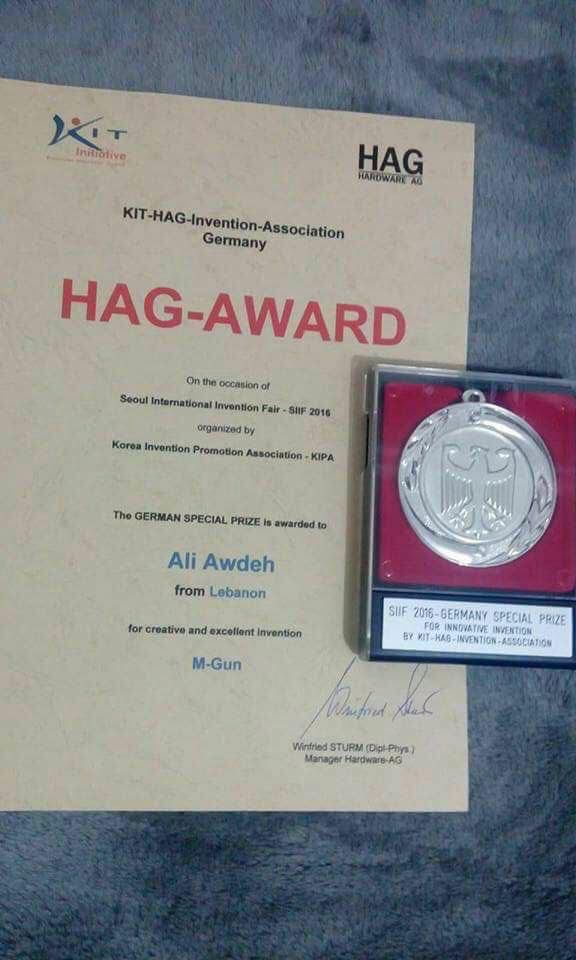 KIT
Initiative
HAG
HARDWARE AG
KIT-HAG-Invention-Association
Germany
HAG-AWARD
On the occasion of
Seoul International Invention Fair - SIIF 2016
organized by
Korea Invention Promotion Association - KIPA
The GERMAN SPECIAL PRIZE is awarded to
Ali Awdeh
from Lebanon
for creative and excellent invention
M-Gun
Winfried STURM (Dipl-Phys.)
Manager Hardware-AG
SIIF 2016-GERMANY SPECIAL PRIZE
FOR INNOVATIVE INVENTION
BY KIT-HAG-INVENTION-ASSOCIATION